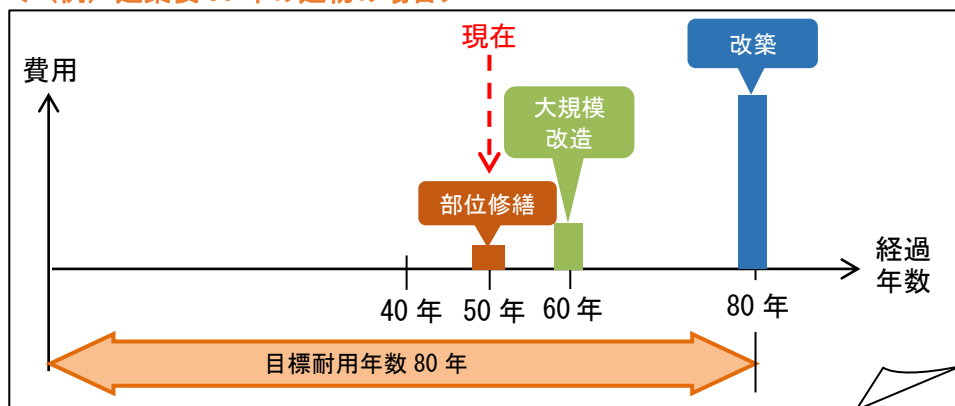 現在
改築
費用
大規模
改造
部位修繕
経過
年数
40 年
50 年
60 年
80 年
目標耐用年数 80 年